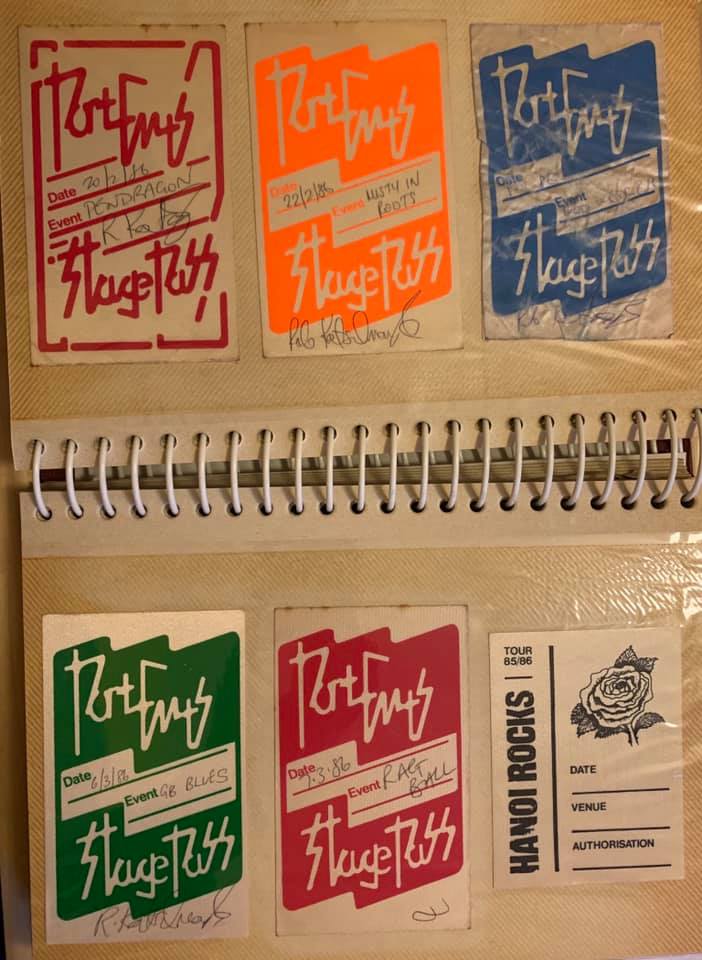 Port Ents
Date 20/2/86
Event PENDRAGON
Stage Pass
Port Ents
Date 22/2/86
Event MISTY IN
ROOTS
Stage Pass
Port Ents
Date
Event
Stage Pass
Port Ents
Date 6/3/86
Event GB BLUES
Stage Pass
Port Ents
Date 7.3.86
Event RAG
BALL
Stage Pass
TOUR
85/86
HANOI ROCKS
DATE
VENUE
AUTHORISATION